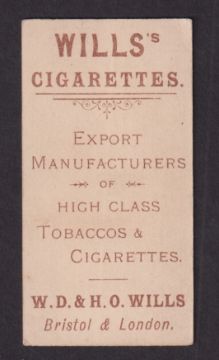 WILLS'S
CIGARETTES.
EXPORT
MANUFACTURERS
OF
HIGH CLASS
TOBACCOS &
CIGARETTES.
W.D. & H.O. WILLS
Bristol & London.